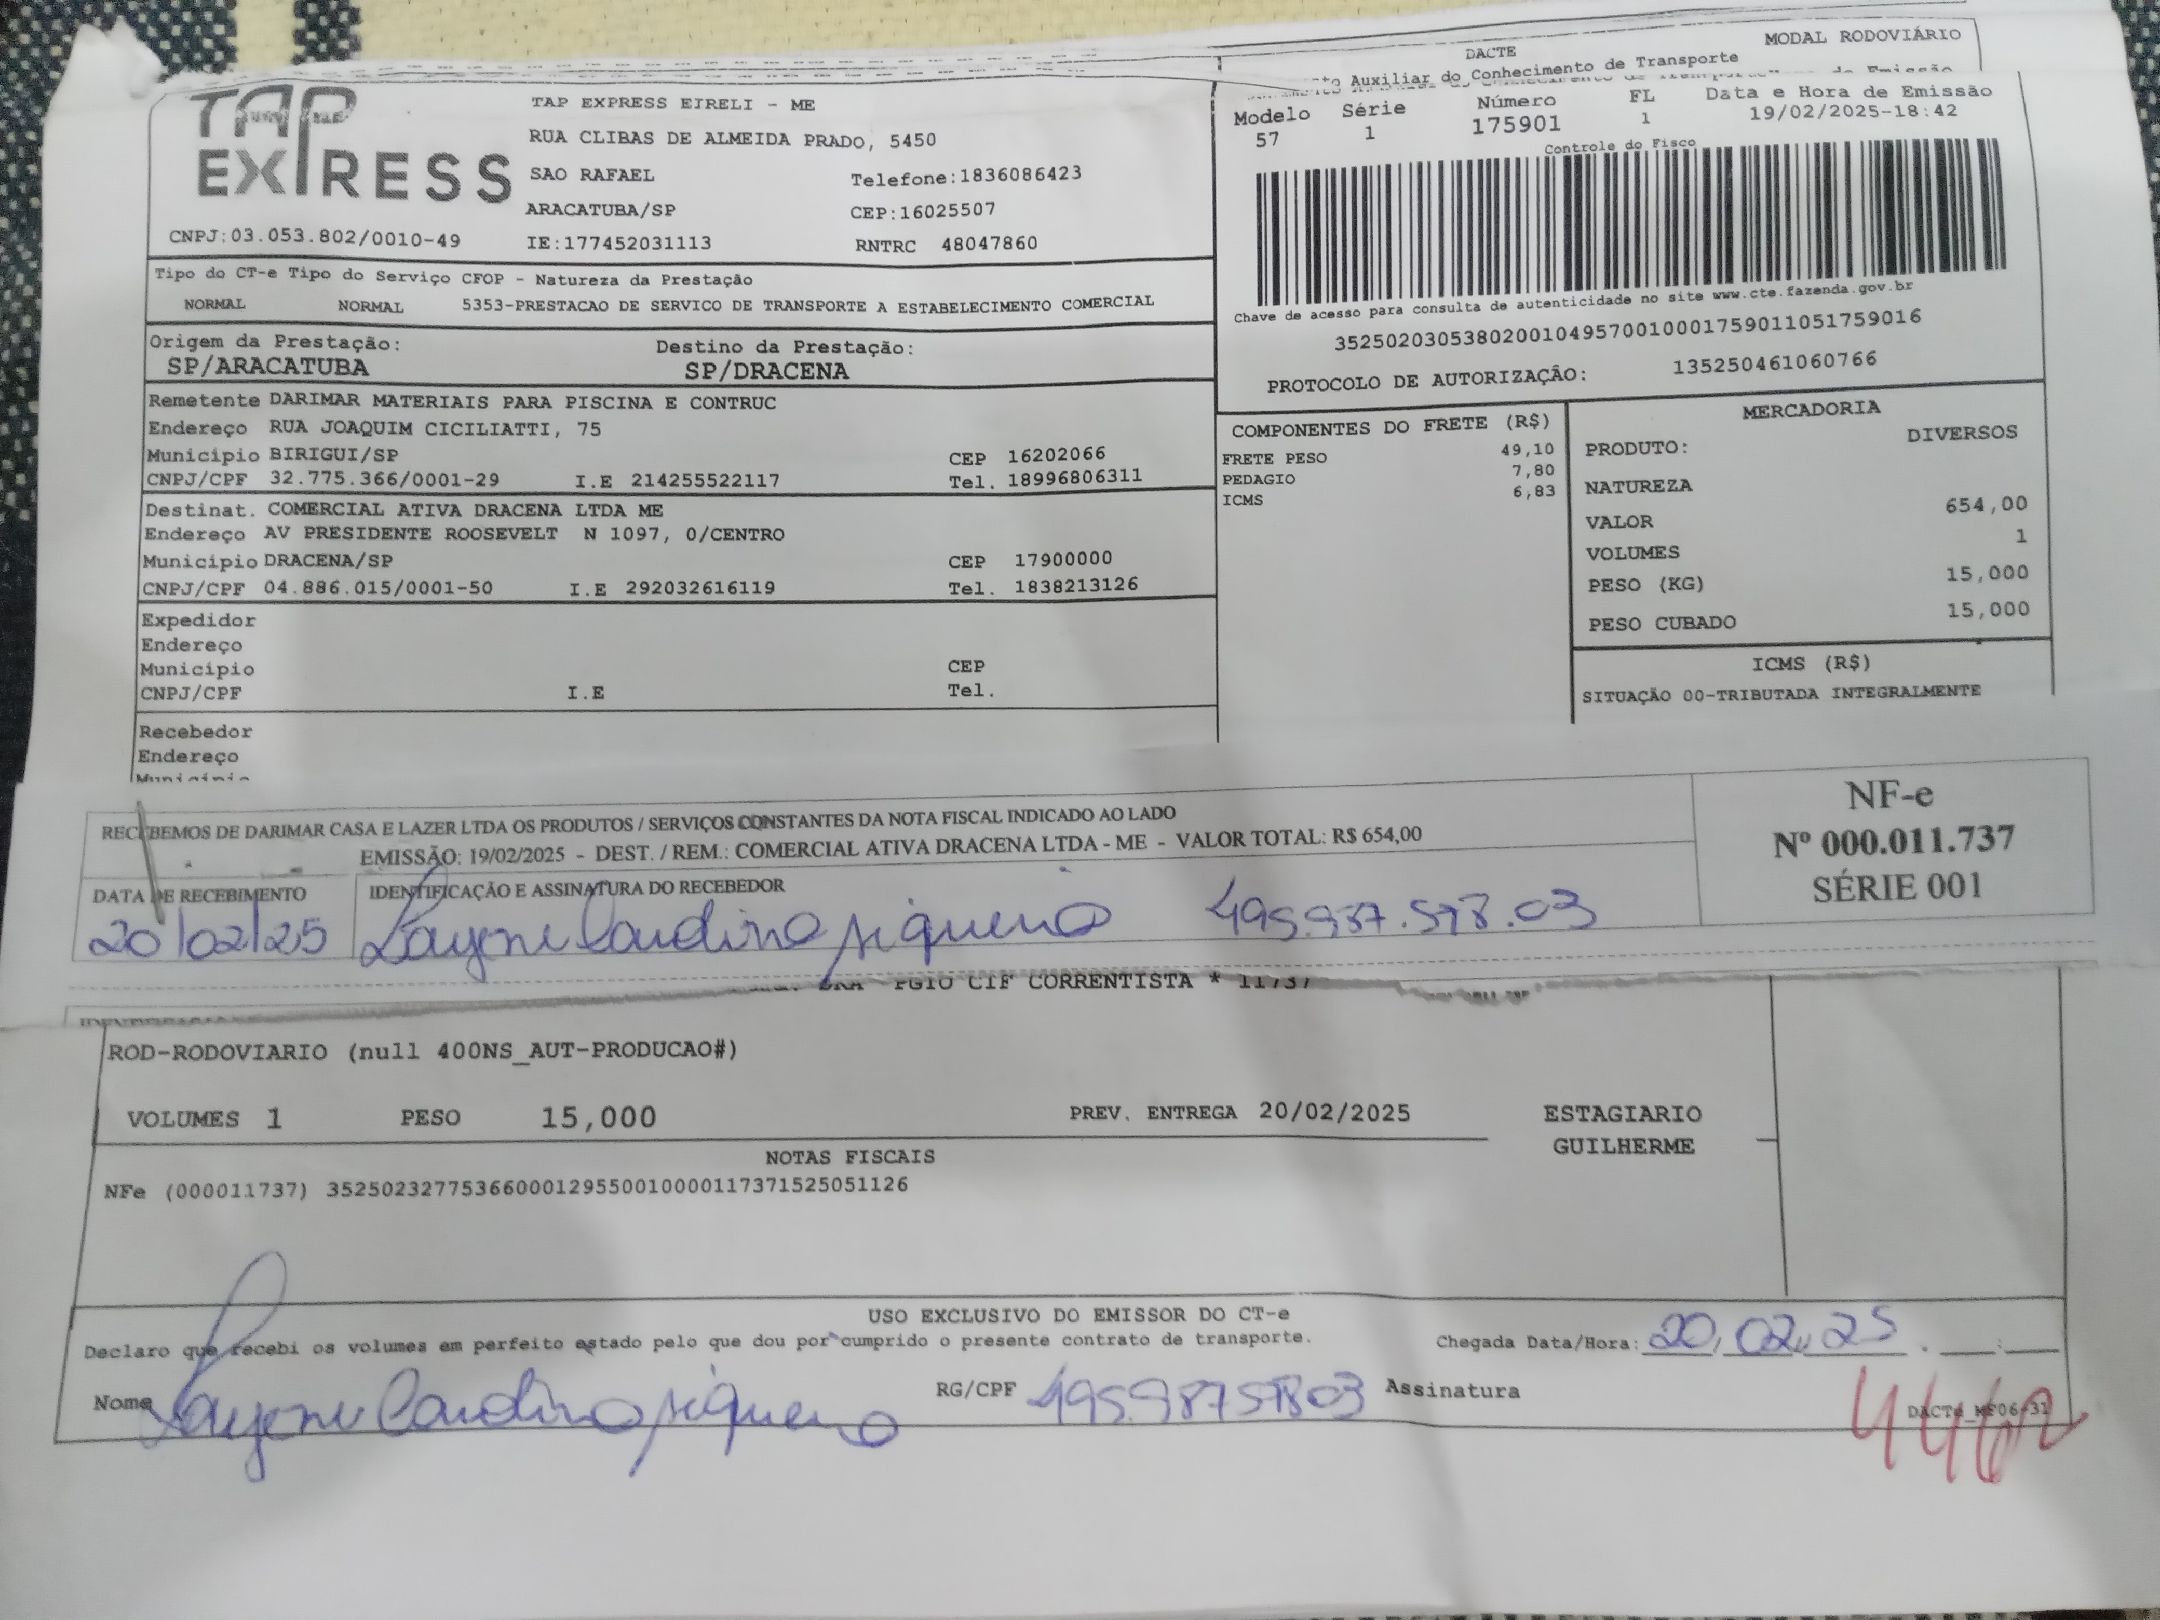 TAP
EXPRESS
TAP EXPRESS EIRELI - ME
RUA CLIBAS DE ALMEIDA PRADO, 5450
SAO RAFAEL Telefone:1836086423
ARACATUBA/SP CEP:16025507
CNPJ:03.053.802/0010-49 IE:177452031113 RNTRC 48047860
Tipo do CT-e Tipo do Serviço CFOP - Natureza da Prestação
NORMAL NORMAL 5353-PRESTACAO DE SERVICO DE TRANSPORTE A ESTABELECIMENTO COMERCIAL
Origem da Prestação: Destino da Prestação:
SP/ARACATUBA SP/DRACENA
Remetente DARIMAR MATERIAIS PARA PISCINA E CONTRUC
Endereço RUA JOAQUIM CICILIATTI, 75
Município BIRIGUI/SP CEP 16202066
CNPJ/CPF 32.775.366/0001-29 I.E 214255522117 Tel. 18996806311
Destinat. COMERCIAL ATIVA DRACENA LTDA ME
Endereço AV PRESIDENTE ROOSEVELT N 1097, 0/CENTRO
Município DRACENA/SP CEP 17900000
CNPJ/CPF 04.886.015/0001-50 I.E 292032616119 Tel. 1838213126
Expedidor
Endereço
Município CEP
CNPJ/CPF I.E Tel.
Recebedor
Endereço
Município
DACTE MODAL RODOVIÁRIO
Auxiliar do Conhecimento de Transporte
Modelo Série Número FL Data e Hora de Emissão
57 1 175901 1 19/02/2025-18:42
Controle do Fisco
Chave de acesso para consulta de autenticidade no site www.cte.fazenda.gov.br
35250203053802001049570010001759011051759016
PROTOCOLO DE AUTORIZAÇÃO: 135250461060766
COMPONENTES DO FRETE (R$)
FRETE PESO 49,10
PEDAGIO 7,80
ICMS 6,83
MERCADORIA
PRODUTO: DIVERSOS
NATUREZA
VALOR 654,00
VOLUMES 1
PESO (KG) 15,000
PESO CUBADO 15,000
ICMS (R$)
SITUAÇÃO 00-TRIBUTADA INTEGRALMENTE
RECEBEMOS DE DARIMAR CASA E LAZER LTDA OS PRODUTOS / SERVIÇOS CONSTANTES DA NOTA FISCAL INDICADO AO LADO
EMISSÃO: 19/02/2025 - DEST. / REM.: COMERCIAL ATIVA DRACENA LTDA - ME - VALOR TOTAL: R$ 654,00
DATA DE RECEBIMENTO IDENTIFICAÇÃO E ASSINATURA DO RECEBEDOR
20/02/25 Layene Cardino siqueira 495.987.578.03
NF-e
Nº 000.011.737
SÉRIE 001
PGTO CIF CORRENTISTA * 11737
ROD-RODOVIARIO (null 400NS_AUT-PRODUCAO#)
VOLUMES 1 PESO 15,000 PREV. ENTREGA 20/02/2025 ESTAGIARIO
GUILHERME
NOTAS FISCAIS
NFe (000011737) 35250232775366000129550010000117371525051126
USO EXCLUSIVO DO EMISSOR DO CT-e
Declaro que recebi os volumes em perfeito estado pelo que dou por cumprido o presente contrato de transporte. Chegada Data/Hora: 20,02,25 . :
Nome Layene Cardino siqueira RG/CPF 495.98757803 Assinatura